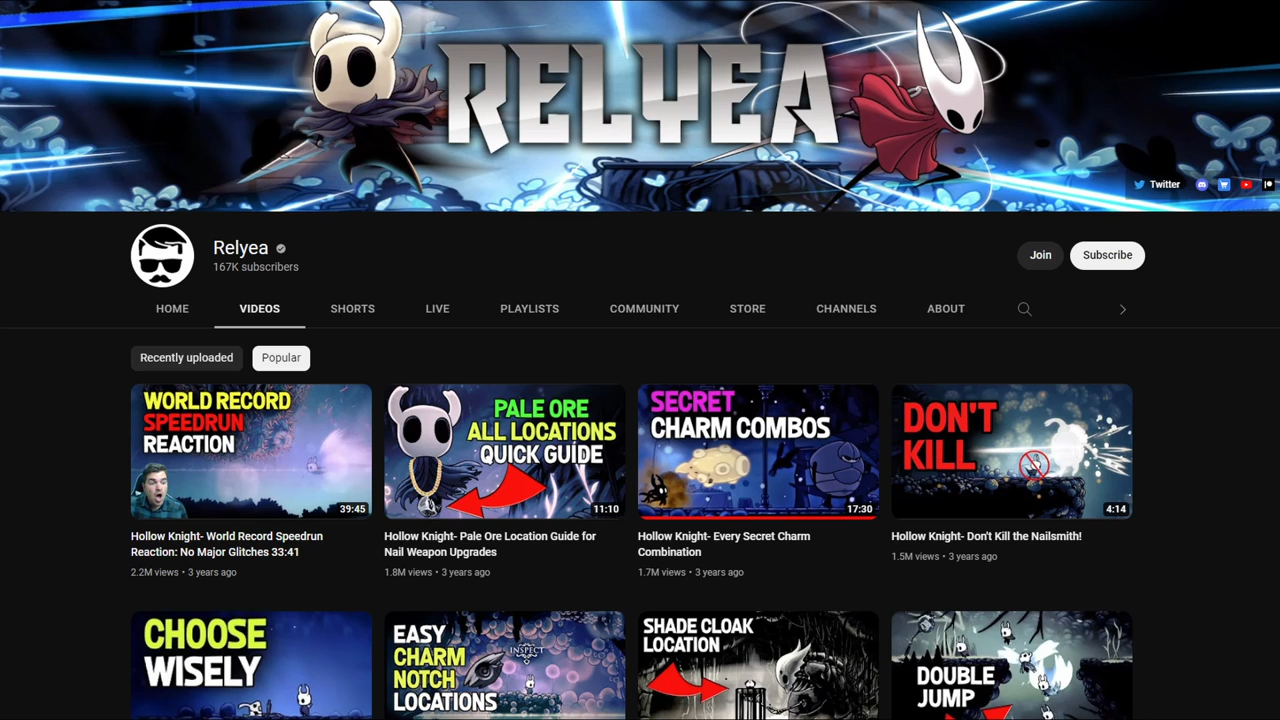 RELYEA
Twitter
Relyea
167K subscribers
Join
Subscribe
HOME
VIDEOS
SHORTS
LIVE
PLAYLISTS
COMMUNITY
STORE
CHANNELS
ABOUT
Recently uploaded
Popular
WORLD RECORD
SPEEDRUN
REACTION
39:45
Hollow Knight- World Record Speedrun
Reaction: No Major Glitches 33:41
2.2M views • 3 years ago
PALE ORE
ALL LOCATIONS
QUICK GUIDE
11:10
Hollow Knight- Pale Ore Location Guide for
Nail Weapon Upgrades
1.8M views • 3 years ago
SECRET
CHARM COMBOS
17:30
Hollow Knight- Every Secret Charm
Combination
1.7M views • 3 years ago
DON'T
KILL
4:14
Hollow Knight- Don't Kill the Nailsmith!
1.5M views • 3 years ago
CHOOSE
WISELY
EASY
CHARM
NOTCH
LOCATIONS
INSPECT
SHADE CLOAK
LOCATION
DOUBLE
JUMP